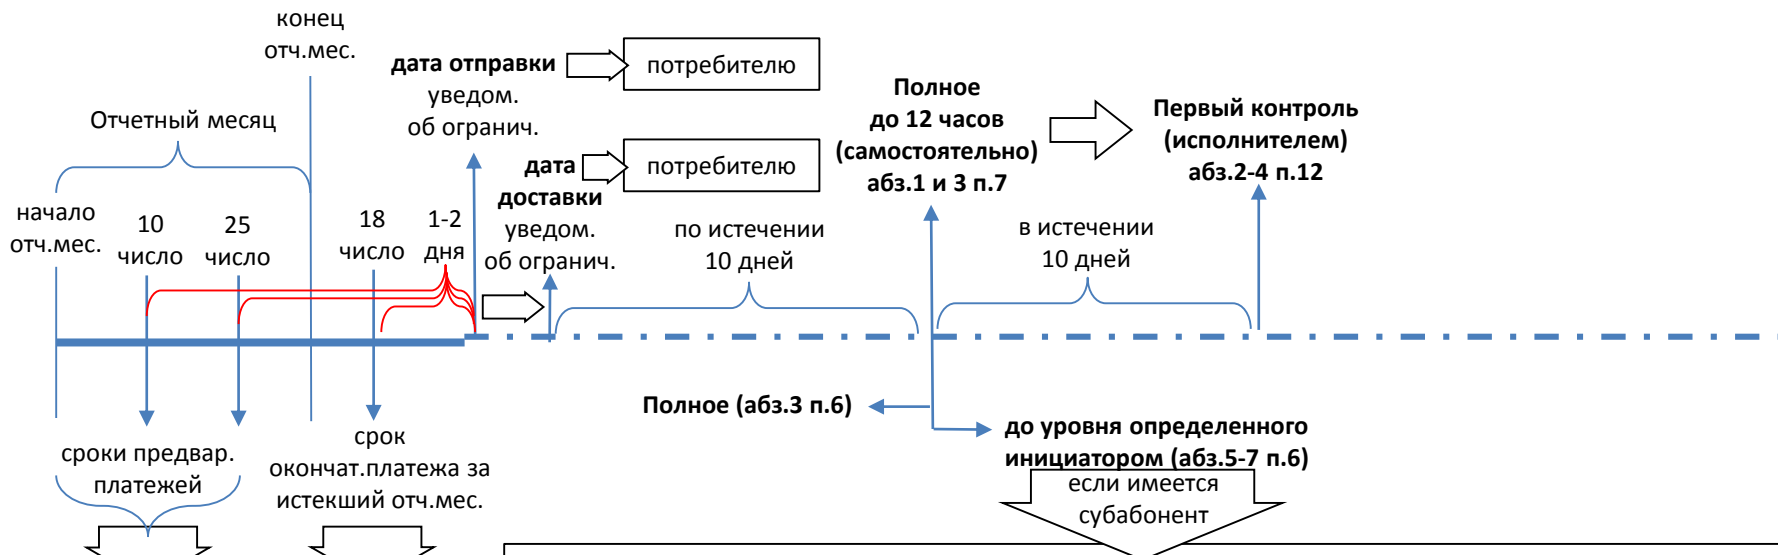 конец
отч.мес.
дата отправки
уведом.
об огранич.
потребителю
Отчетный месяц
дата
доставки
уведом.
об огранич.
потребителю
Полное
до 12 часов
(самостоятельно)
абз.1 и 3 п.7
Первый контроль
(исполнителем)
абз.2-4 п.12
начало
отч.мес.
10
число
25
число
18
число
1-2
дня
по истечении
10 дней
в истечении
10 дней
Полное (абз.3 п.6)
до уровня определенного
инициатором (абз.5-7 п.6)
если имеется
субабонент
сроки предвар.
платежей
срок
окончат.платежа за
истекший отч.мес.